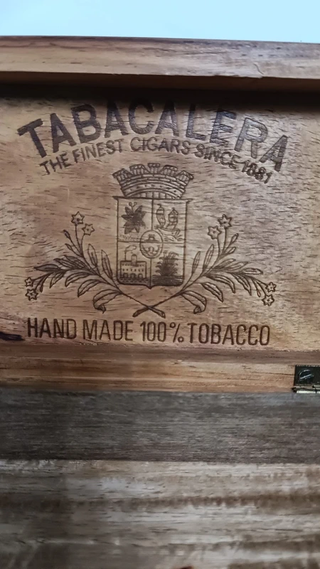 TABACALERA
THE FINEST CIGARS SINCE 1881
HAND MADE 100% TOBACCO